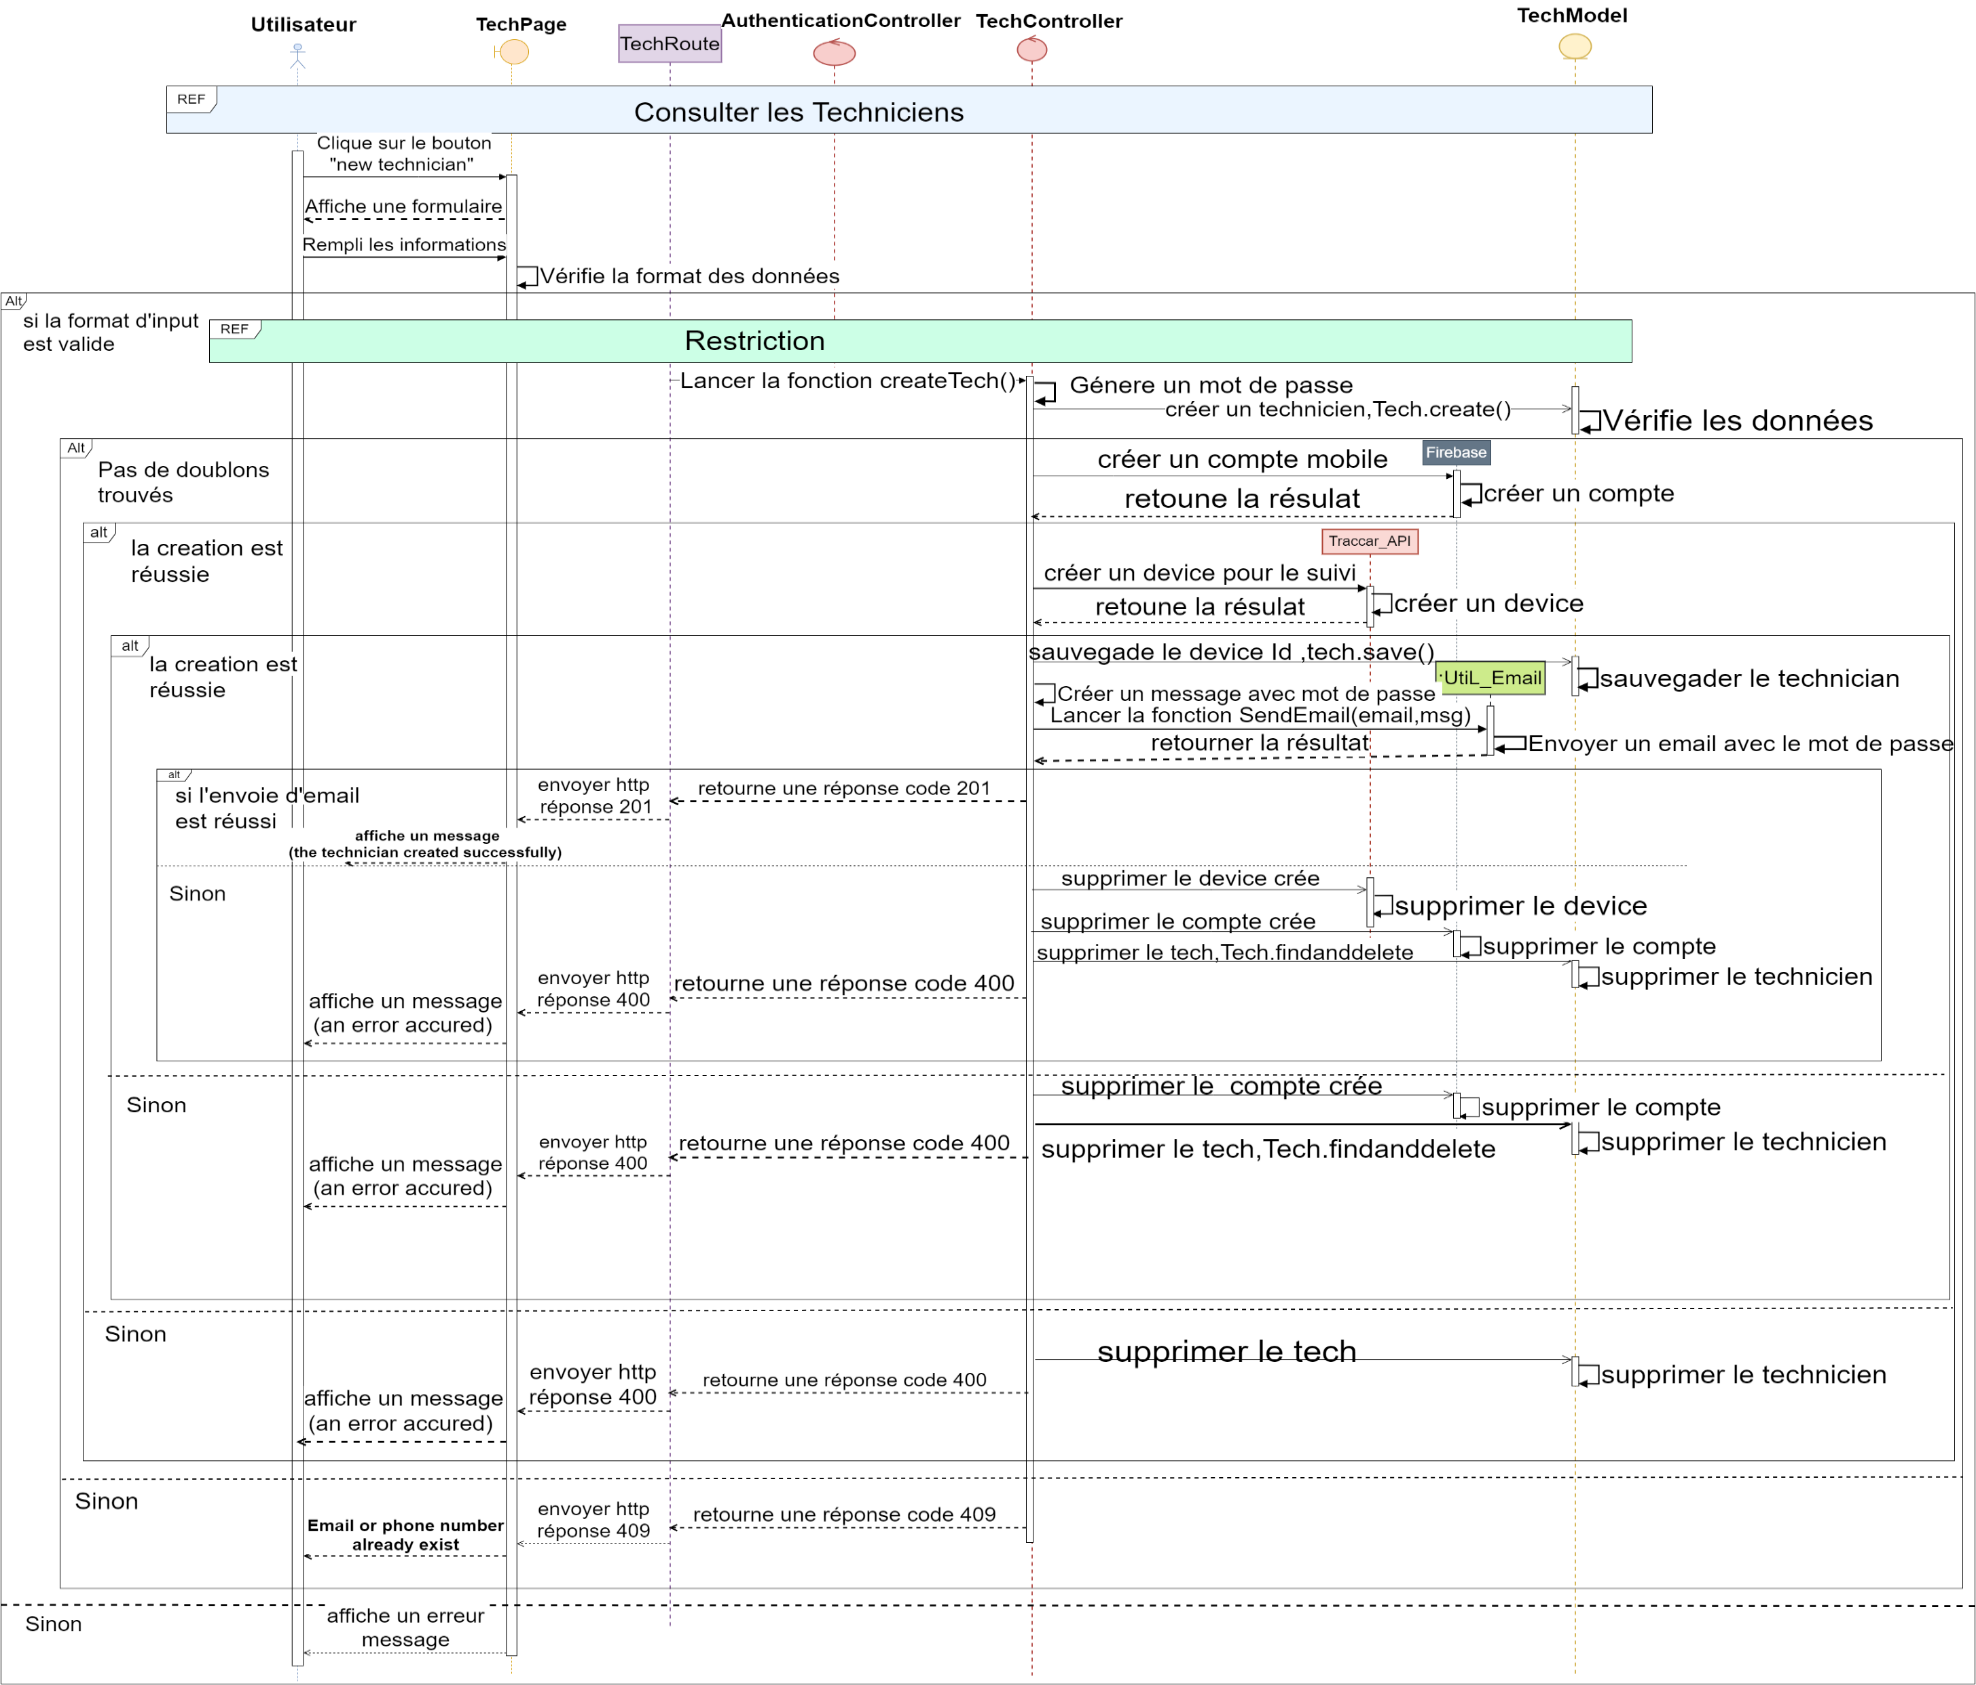 Utilisateur
TechPage
TechRoute
AuthenticationController
TechController
TechModel
REF
Consulter les Techniciens
Clique sur le bouton
"new technician"
Affiche une formulaire
Rempli les informations
Vérifie la format des données
Alt
si la format d'input
est valide
REF
Restriction
Lancer la fonction createTech()
Génere un mot de passe
créer un technicien,Tech.create()
Vérifie les données
Alt
Pas de doublons
trouvés
Firebase
créer un compte mobile
créer un compte
retoune la résulat
alt
la creation est
réussie
Traccar_API
créer un device pour le suivi
créer un device
retoune la résulat
alt
la creation est
réussie
sauvegade le device Id ,tech.save()
:UtiL_Email
sauvegader le technician
Créer un message avec mot de passe
Lancer la fonction SendEmail(email,msg)
retourner la résultat
Envoyer un email avec le mot de passe
alt
si l'envoie d'email
est réussi
envoyer http
réponse 201
retourne une réponse code 201
affiche un message
(the technician created successfully)
Sinon
supprimer le device crée
supprimer le device
supprimer le compte crée
supprimer le compte
supprimer le tech,Tech.findanddelete
supprimer le technicien
envoyer http
réponse 400
retourne une réponse code 400
affiche un message
(an error accured)
Sinon
supprimer le  compte crée
supprimer le compte
supprimer le tech,Tech.findanddelete
supprimer le technicien
envoyer http
réponse 400
retourne une réponse code 400
affiche un message
(an error accured)
Sinon
supprimer le tech
supprimer le technicien
envoyer http
réponse 400
retourne une réponse code 400
affiche un message
(an error accured)
Sinon
envoyer http
réponse 409
retourne une réponse code 409
Email or phone number
already exist
Sinon
affiche un erreur
message